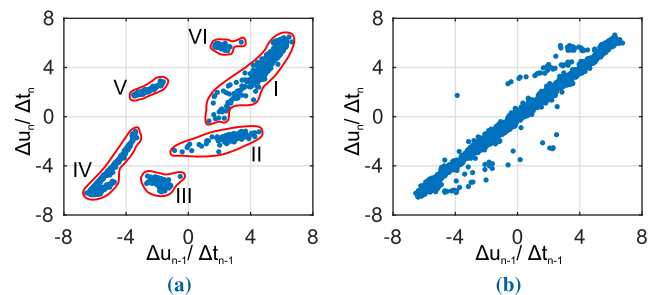 8
4
0
-4
-8
-8 -4 0 4 8
Δuₙ/ Δtₙ
Δuₙ₋₁/ Δtₙ₋₁
VI
I
V
II
IV
III
(a)
8
4
0
-4
-8
-8 -4 0 4 8
Δuₙ/ Δtₙ
Δuₙ₋₁/ Δtₙ₋₁
(b)